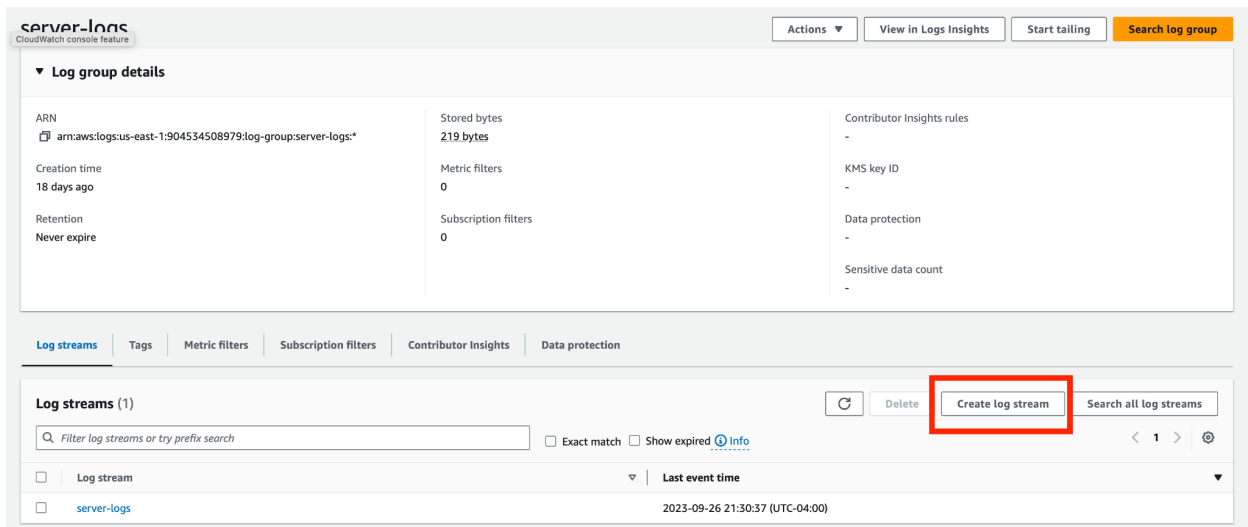 server-logs
CloudWatch console feature
Actions ▼ View in Logs Insights Start tailing Search log group
▼ Log group details
ARN
arn:aws:logs:us-east-1:904534508979:log-group:server-logs:*
Creation time
18 days ago
Retention
Never expire
Stored bytes
219 bytes
Metric filters
0
Subscription filters
0
Contributor Insights rules
-
KMS key ID
-
Data protection
-
Sensitive data count
-
Log streams Tags Metric filters Subscription filters Contributor Insights Data protection
Log streams (1) Delete Create log stream Search all log streams
Filter log streams or try prefix search Exact match Show expired Info < 1 >
Log stream Last event time
server-logs 2023-09-26 21:30:37 (UTC-04:00)